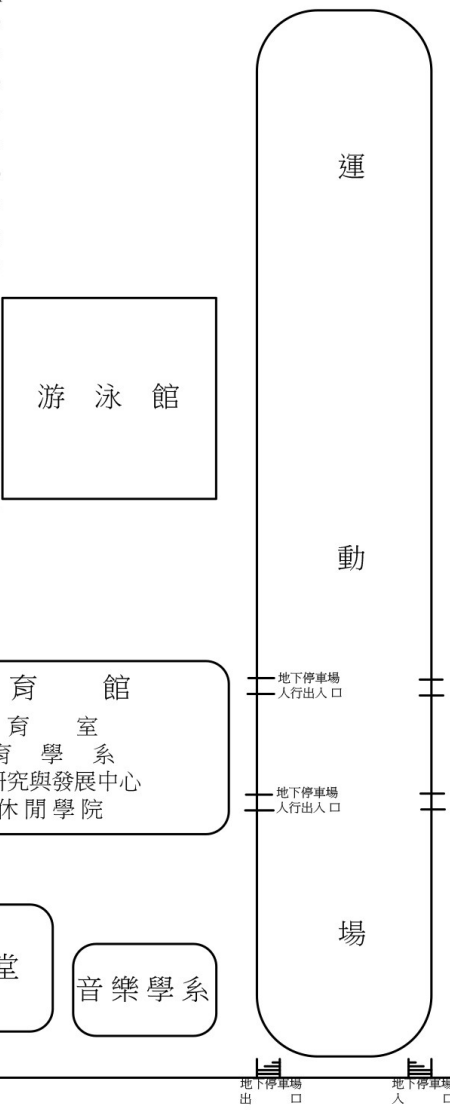 運
游 泳 館
動
育 館
育 室
育 學 系
研究與發展中心
休閒學院
地下停車場
人行出入口
地下停車場
人行出入口
場
堂
音樂學系
地下停車場
出 口
地下停車場
入 口